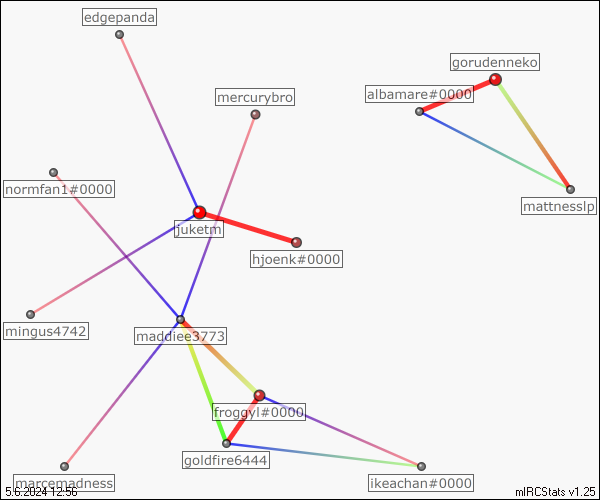 edgepanda
gorudenneko
albamare#0000
mercurybro
normfan1#0000
mattnesslp
juketm
hjoenk#0000
mingus4742
maddiee3773
froggyl#0000
goldfire6444
marcemadness
ikeachan#0000
5.6.2024 12:56
mIRCStats v1.25